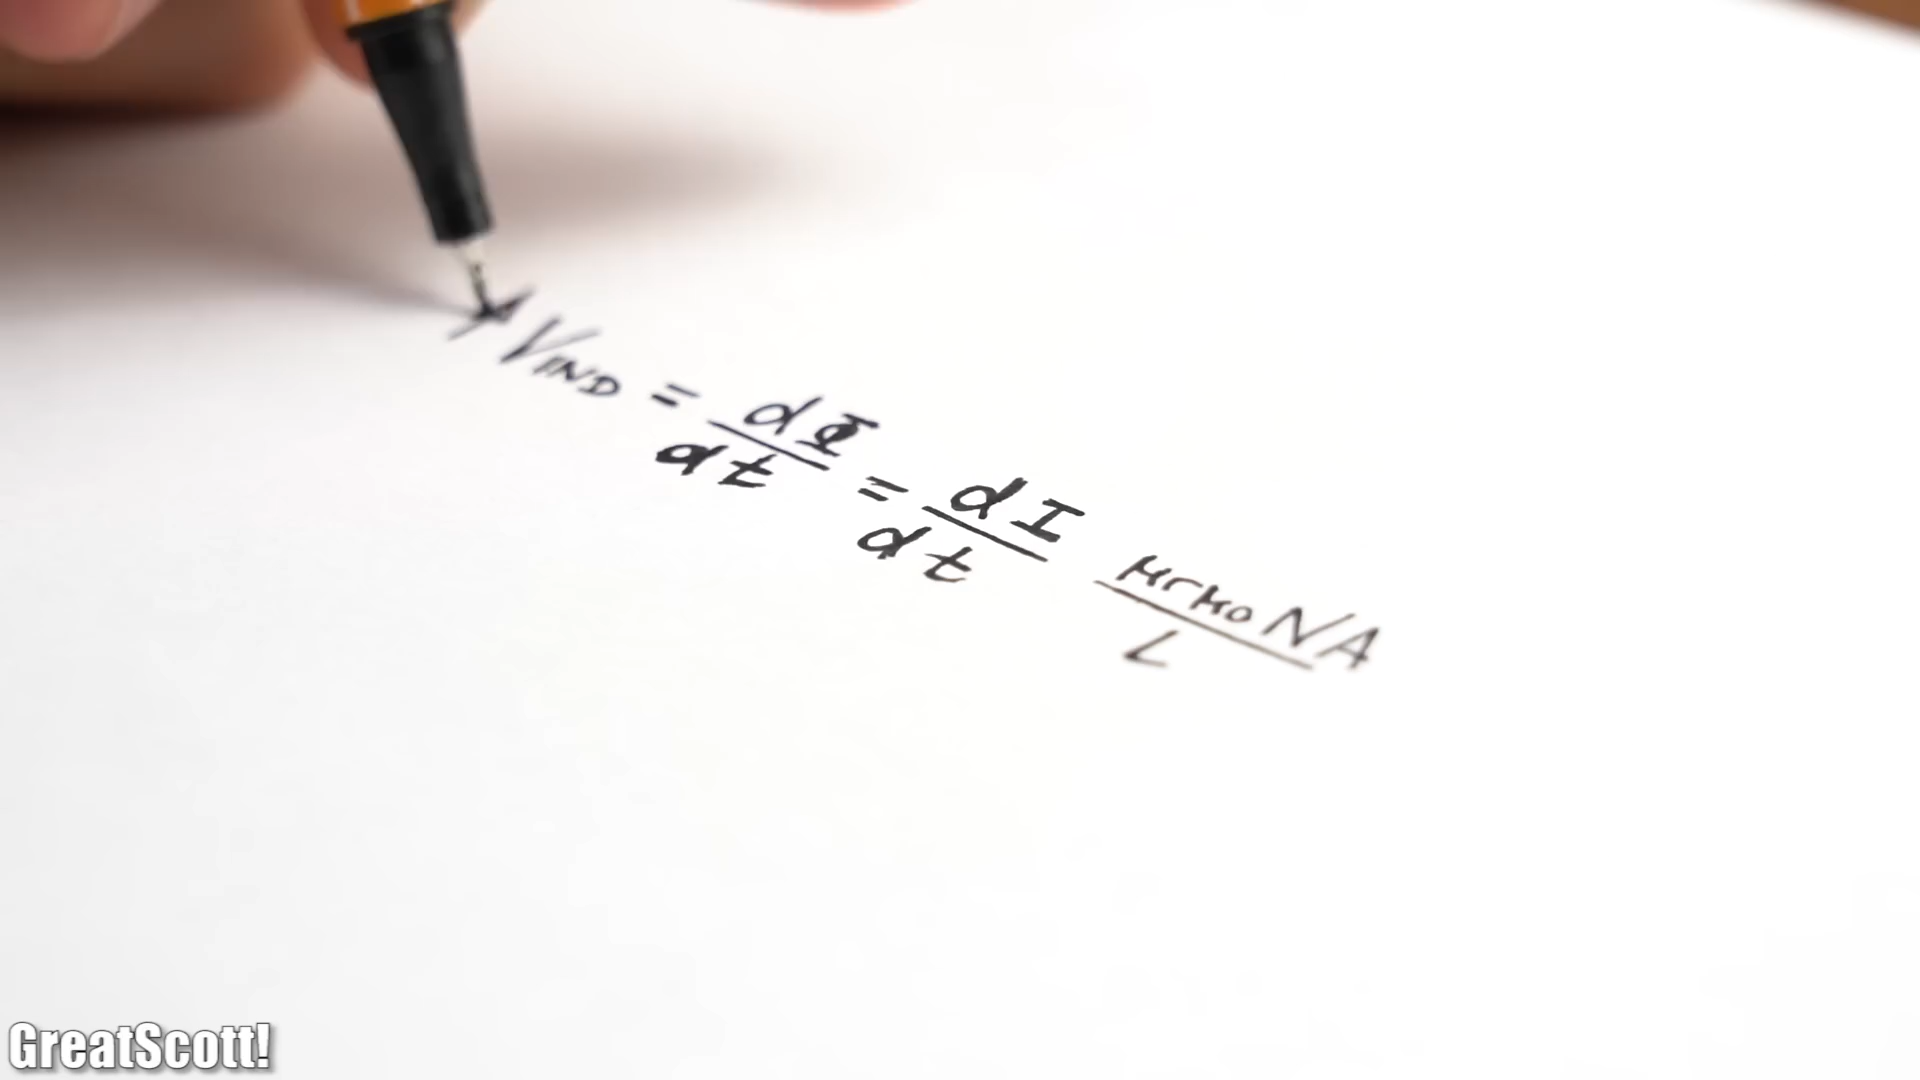 ↑ V_IND = dΦ/dt = dI/dt μrμ0NA/L
GreatScott!